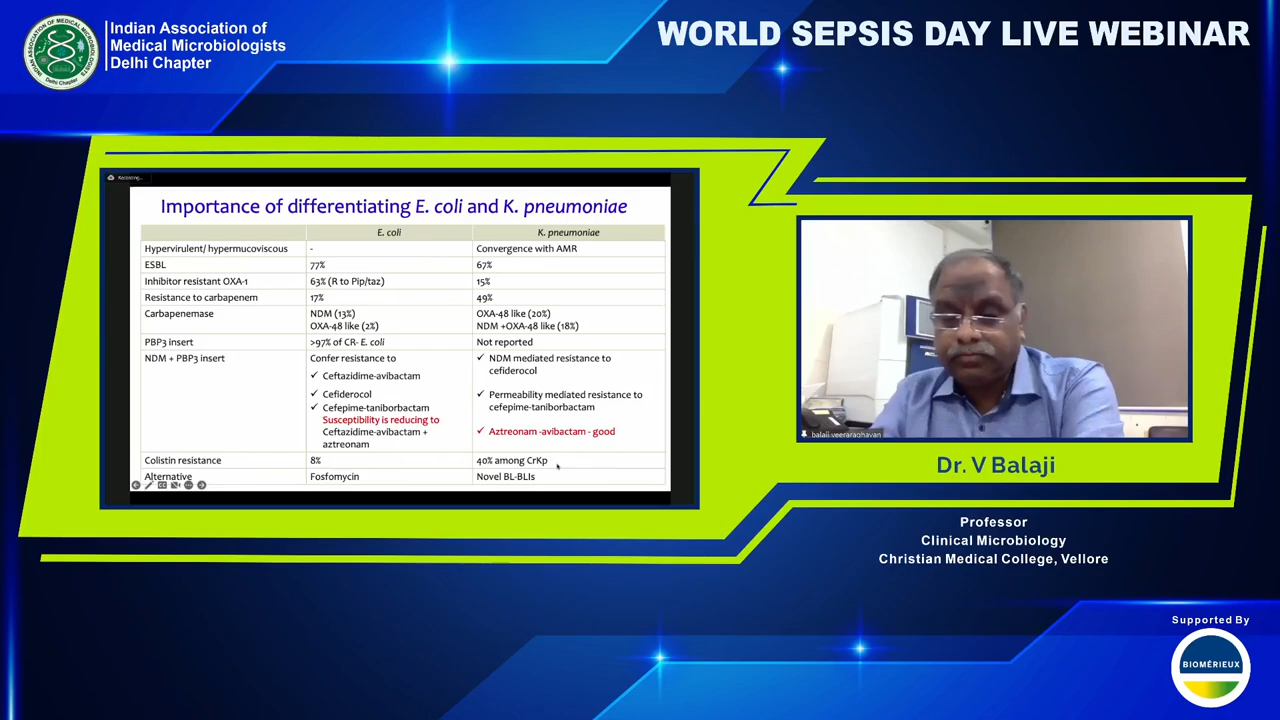 Indian Association of
Medical Microbiologists
Delhi Chapter
WORLD SEPSIS DAY LIVE WEBINAR
Recording...
Importance of differentiating E. coli and K. pneumoniae
E. coli K. pneumoniae
Hypervirulent/ hypermucoviscous - Convergence with AMR
ESBL 77% 67%
Inhibitor resistant OXA-1 63% (R to Pip/taz) 15%
Resistance to carbapenem 17% 49%
Carbapenemase NDM (13%) OXA-48 like (20%)
OXA-48 like (2%) NDM +OXA-48 like (18%)
PBP3 insert >97% of CR- E. coli Not reported
NDM + PBP3 insert Confer resistance to ✓ NDM mediated resistance to
cefiderocol
✓ Ceftazidime-avibactam
✓ Cefiderocol ✓ Permeability mediated resistance to
✓ Cefepime-taniborbactam cefepime-taniborbactam
Susceptibility is reducing to
Ceftazidime-avibactam + ✓ Aztreonam -avibactam - good
aztreonam
Colistin resistance 8% 40% among CrKp
Alternative Fosfomycin Novel BL-BLIs
balaji veeraraghavan
Dr. V Balaji
Professor
Clinical Microbiology
Christian Medical College, Vellore
Supported By
BIOMÉRIEUX